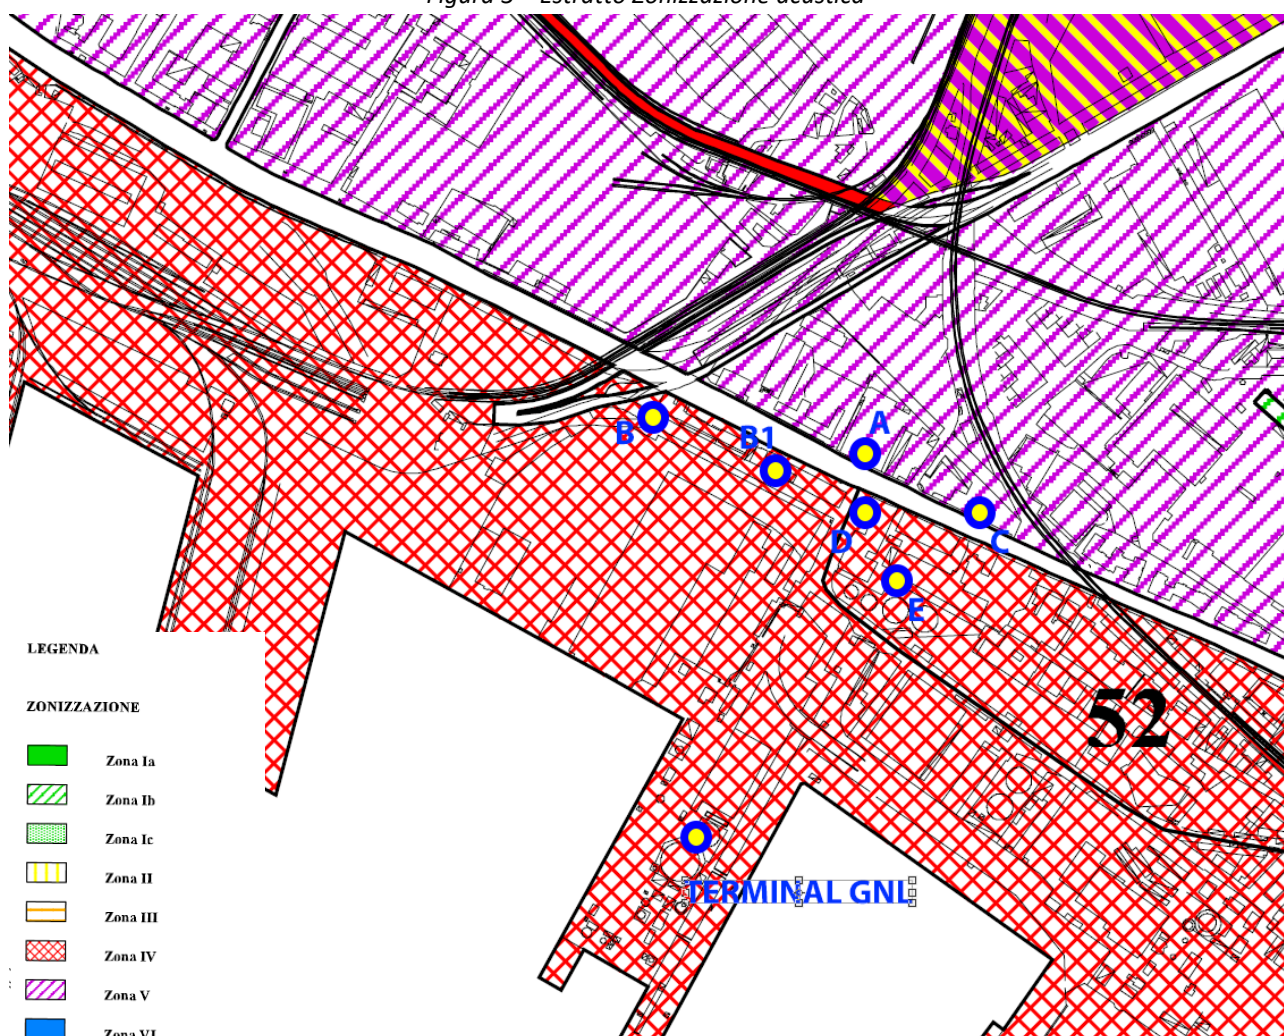 Figura 3 – Estratto Zonizzazione acustica
A
B
B1
D
C
E
52
TERMINAL GNL
LEGENDA
ZONIZZAZIONE
Zona Ia
Zona Ib
Zona Ic
Zona II
Zona III
Zona IV
Zona V
Zona VI